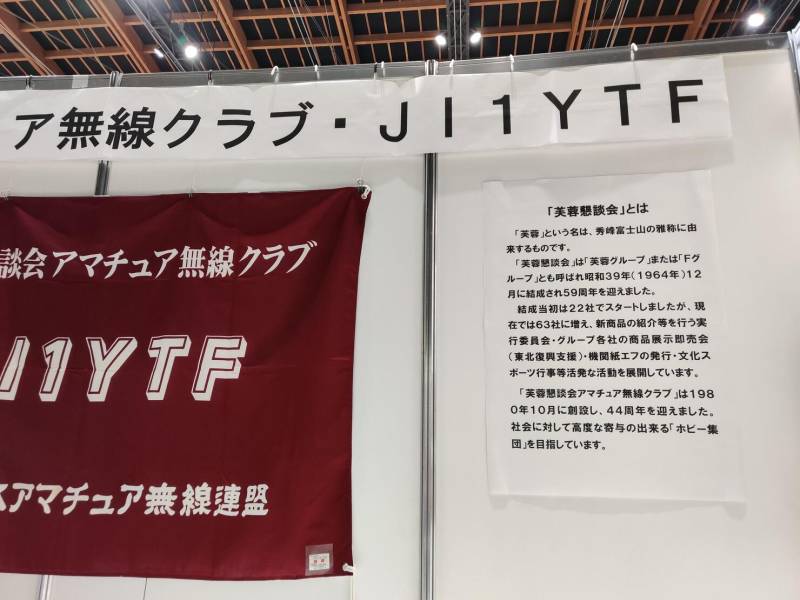 ア無線クラブ・ＪＩ１ＹＴＦ
談会アマチュア無線クラブ
I1YTF
アマチュア無線連盟
「芙蓉懇談会」とは
「芙蓉」という名は、秀峰富士山の雅称に由
来するものです。
「芙蓉懇談会」は「芙蓉グループ」または「Fグ
ループ」とも呼ばれ昭和39年（1964年）12
月に結成され59周年を迎えました。
結成当初は22社でスタートしましたが、現
在では63社に増え、新商品の紹介等を行う実
行委員会・グループ各社の商品展示即売会
（東北復興支援）・機関紙エフの発行・文化ス
ポーツ行事等活発な活動を展開しています。
「芙蓉懇談会アマチュア無線クラブ」は198
0年10月に創設し、44周年を迎えました。
社会に対して高度な寄与の出来る「ホビー集
団」を目指しています。